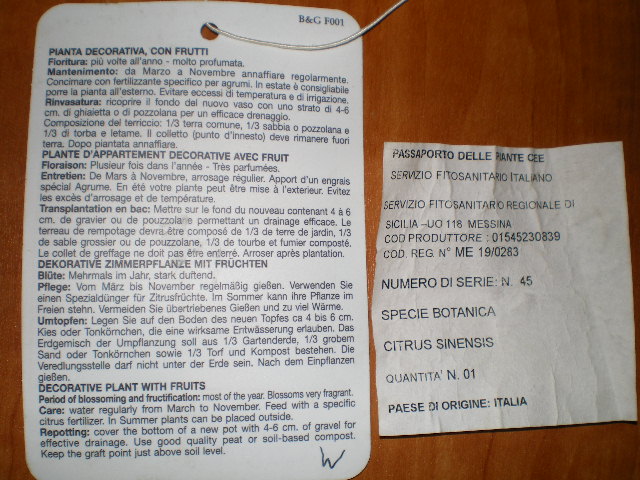 B&G F001
PIANTA DECORATIVA, CON FRUTTI
Fioritura: più volte all'anno - molto profumata.
Mantenimento: da Marzo a Novembre annaffiare regolarmente.
Concimare con fertilizzante specifico per agrumi. In estate è consigliabile
porre la pianta all'esterno. Evitare eccessi di temperatura e di irrigazione.
Rinvasatura: ricoprire il fondo del nuovo vaso con uno strato di 4-6
cm. di ghiaietta o di pozzolana per un efficace drenaggio.
Composizione del terriccio: 1/3 terra comune, 1/3 sabbia o pozzolana e
1/3 di torba e letame. Il colletto (punto d'innesto) deve rimanere fuori
terra. Dopo piantata annaffiare.
PLANTE D'APPARTEMENT DECORATIVE AVEC FRUIT
Floraison: Plusieur fois dans l'année - Très parfumées.
Entretien: De Mars à Novembre, arrosage régulier. Apport d'un engrais
spécial Agrume. En été votre plante peut être mise à l'exterieur. Evitez
les excès d'arrosage et de température.
Transplantation en bac: Mettre sur le fond du nouveau contenant 4 à 6
cm. de gravier ou de pouzzolane permettant un drainage efficace. Le
terreau de rempotage devra être composé de 1/3 de terre de jardin, 1/3
de sable grossier ou de pouzzolane, 1/3 de tourbe et fumier composté.
Le collet de greffage ne doit pas être enterré. Arroser après plantation.
DEKORATIVE ZIMMERPFLANZE MIT FRÜCHTEN
Blüte: Mehrmals im Jahr, stark duftend.
Pflege: Vom März bis November regelmäßig gießen. Verwenden Sie
einen Spezialdünger für Zitrusfrüchte. Im Sommer kann ihre Pflanze im
Freien stehn. Vermeiden Sie übertriebenes Gießen und zu viel Wärme.
Umtopfen: Legen Sie auf den Boden des neuen Topfes ca 4 bis 6 cm.
Kies oder Tonkörnchen, die eine wirksame Entwässerung erlauben. Das
Erdgemisch der Umpflanzung soll aus 1/3 Gartenderde, 1/3 grobem
Sand oder Tonkörnchen sowie 1/3 Torf und Kompost bestehen. Die
Veredlungsstelle darf nicht unter der Erde sein. Nach dem Einpflanzen
gießen.
DECORATIVE PLANT WITH FRUITS
Period of blossoming and fructification: most of the year. Blossoms very fragrant.
Care: water regularly from March to November. Feed with a specific
citrus fertilizer. In Summer plants can be placed outside.
Repotting: cover the bottom of a new pot with 4-6 cm. of gravel for
effective drainage. Use good quality peat or soil-based compost.
Keep the graft point just above soil level.
W
PASSAPORTO DELLE PIANTE CEE
SERVIZIO FITOSANITARIO ITALIANO
SERVIZIO FITOSANITARIO REGIONALE DI
SICILIA –UO 116 MESSINA
COD PRODUTTORE : 01545230839
COD. REG. N° ME 19/0263
NUMERO DI SERIE: N. 45
SPECIE BOTANICA
CITRUS SINENSIS
QUANTITA' N. 01
PAESE DI ORIGINE: ITALIA